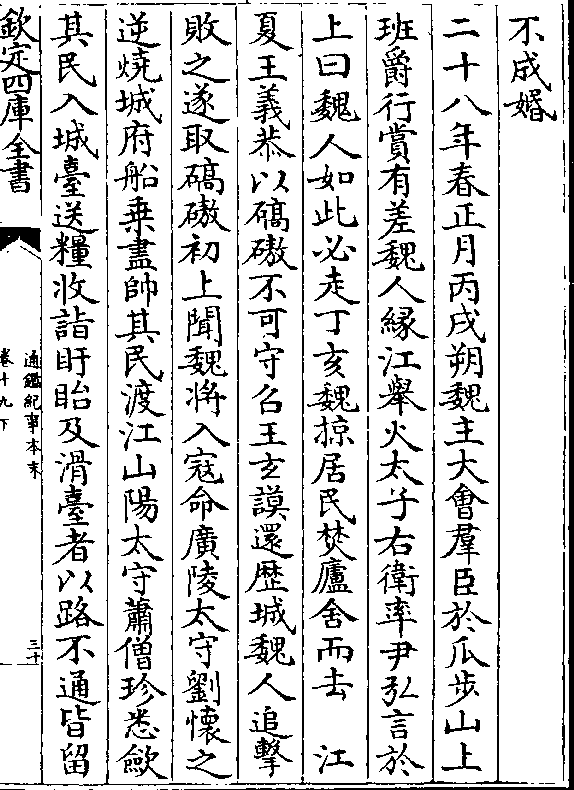 不成婚
二十八年春正月丙戌朔魏主大會羣臣於瓜步山上
班爵行賞有差魏人緣江舉火太子右衛率尹弘言於
上曰魏人如此必走丁亥魏掠居民焚廬舍而去　江
夏王義恭以碻磝不可守召王玄謨還歴城魏人追擊
敗之遂取碻磝初上聞魏將入寇命廣陵太守劉懷之
逆燒城府船乗盡帥其民渡江山陽太守蕭僧珍悉歛
其民入城臺送糧收詣盱眙及滑臺者以路不通皆留
欽定四庫全書
通鑑紀事本末
卷十九下
三十